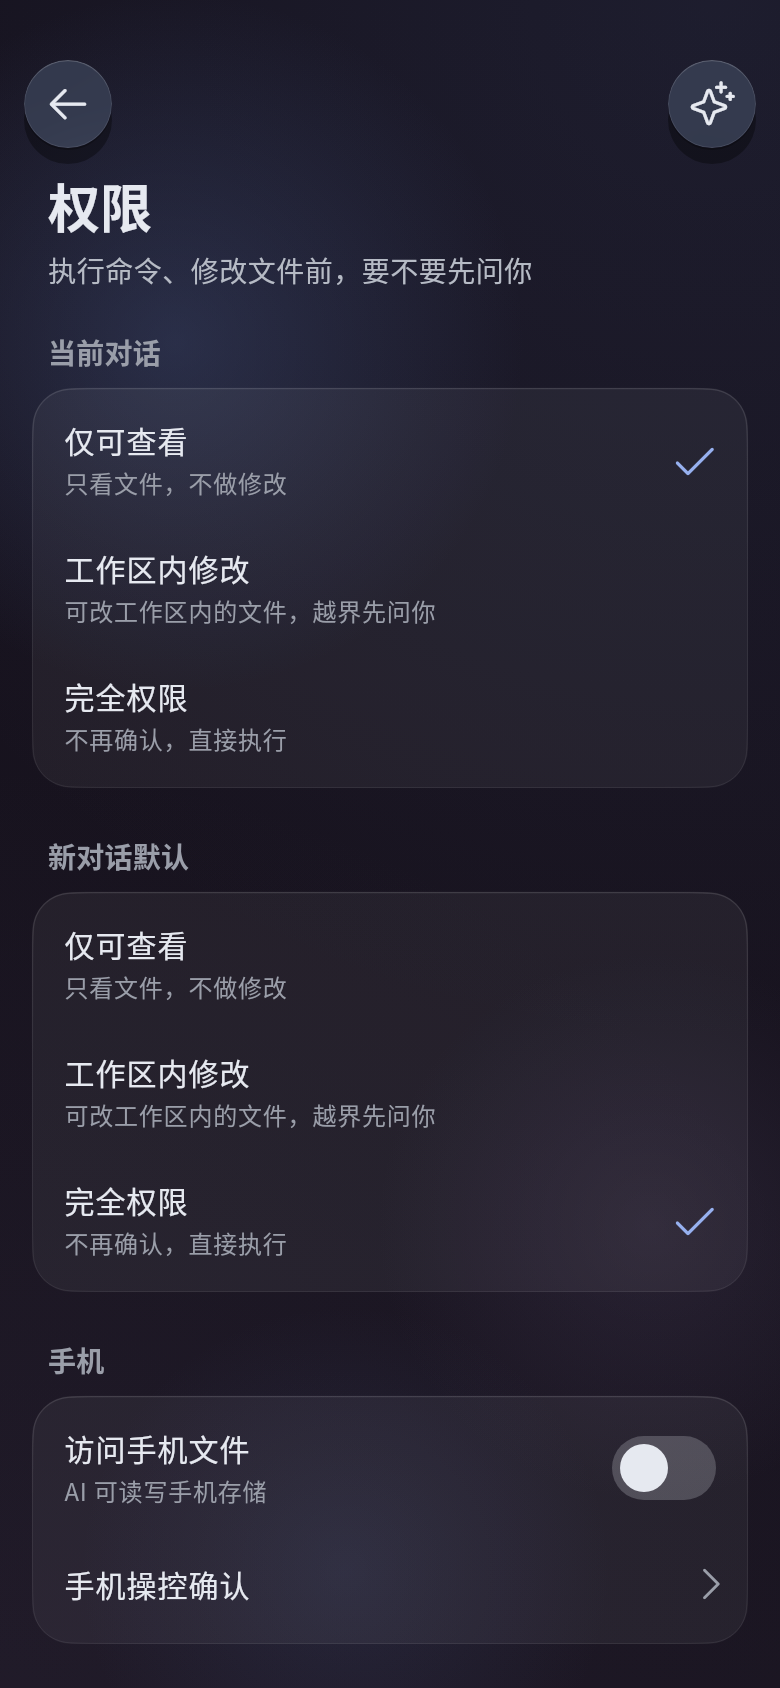 权限
执行命令、修改文件前，要不要先问你
当前对话
仅可查看
只看文件，不做修改
工作区内修改
可改工作区内的文件，越界先问你
完全权限
不再确认，直接执行
新对话默认
仅可查看
只看文件，不做修改
工作区内修改
可改工作区内的文件，越界先问你
完全权限
不再确认，直接执行
手机
访问手机文件
AI 可读写手机存储
手机操控确认